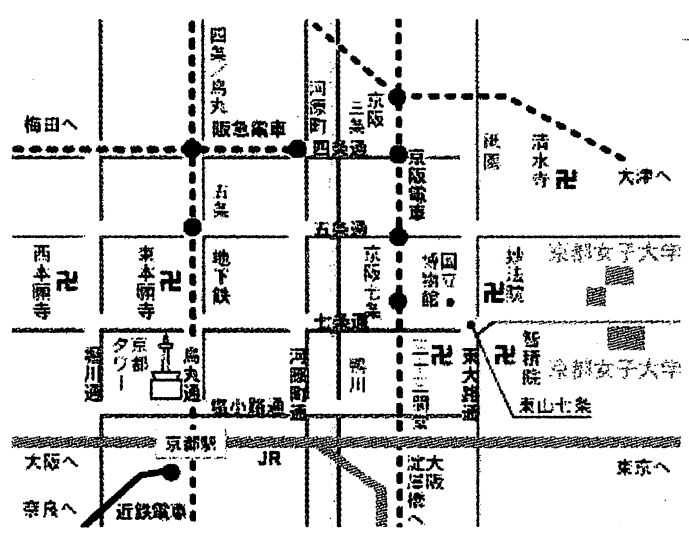 四条/烏丸
河原町
京阪
三条
梅田へ
阪急電車
四条通
京阪電車
祇園
清水寺
大津へ
五条
五条通
西本願寺
東本願寺
地下鉄
京阪七条
国立
博物館
妙法院
京都女子大学
七条通
京都
タワー
堀川通
烏丸通
河原町通
鴨川
三十三間堂
東大路通
智積院
京都女子大学
東山七条
塩小路通
京都駅
JR
大阪へ
東京へ
大阪
淀屋橋へ
奈良へ
近鉄電車